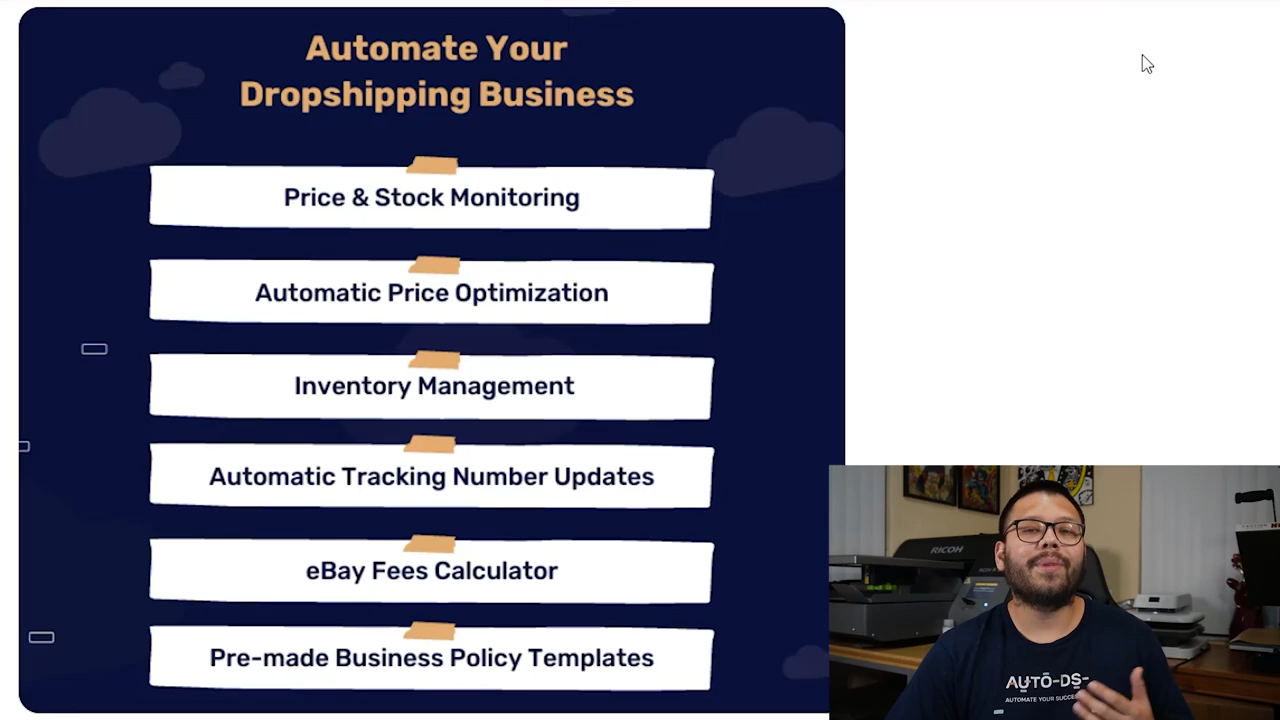 Automate Your
Dropshipping Business
Price & Stock Monitoring
Automatic Price Optimization
Inventory Management
Automatic Tracking Number Updates
eBay Fees Calculator
Pre-made Business Policy Templates
RICOH
AUTO-DS-
AUTOMATE YOUR SUCCESS